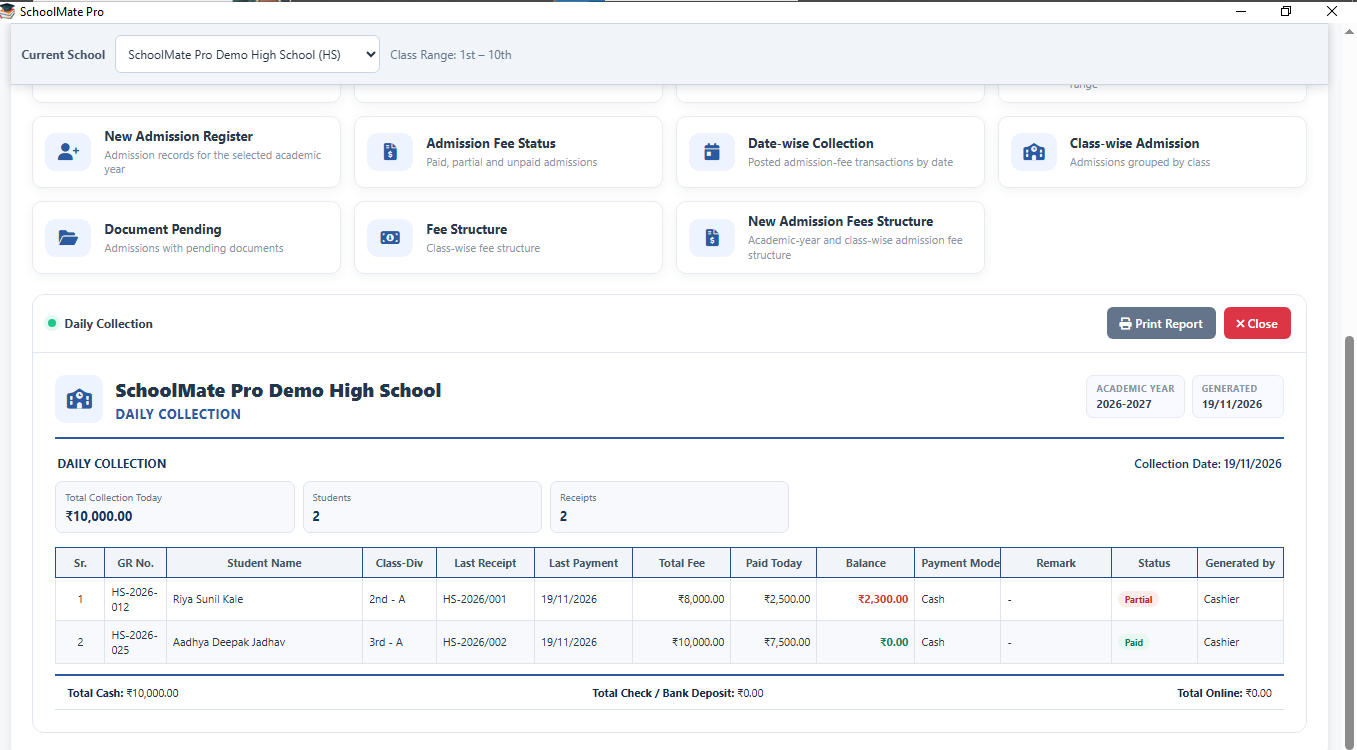 SchoolMate Pro
Current School SchoolMate Pro Demo High School (HS) Class Range: 1st – 10th
range
New Admission Register
Admission records for the selected academic
year
Admission Fee Status
Paid, partial and unpaid admissions
Date-wise Collection
Posted admission-fee transactions by date
Class-wise Admission
Admissions grouped by class
Document Pending
Admissions with pending documents
Fee Structure
Class-wise fee structure
New Admission Fees Structure
Academic-year and class-wise admission fee
structure
Daily Collection
Print Report
Close
SchoolMate Pro Demo High School
DAILY COLLECTION
ACADEMIC YEAR
2026-2027
GENERATED
19/11/2026
DAILY COLLECTION
Collection Date: 19/11/2026
Total Collection Today
₹10,000.00
Students
2
Receipts
2
Sr. GR No. Student Name Class-Div Last Receipt Last Payment Total Fee Paid Today Balance Payment Mode Remark Status Generated by
1 HS-2026-012 Riya Sunil Kale 2nd - A HS-2026/001 19/11/2026 ₹8,000.00 ₹2,500.00 ₹2,300.00 Cash - Partial Cashier
2 HS-2026-025 Aadhya Deepak Jadhav 3rd - A HS-2026/002 19/11/2026 ₹10,000.00 ₹7,500.00 ₹0.00 Cash - Paid Cashier
Total Cash: ₹10,000.00 Total Check / Bank Deposit: ₹0.00 Total Online: ₹0.00